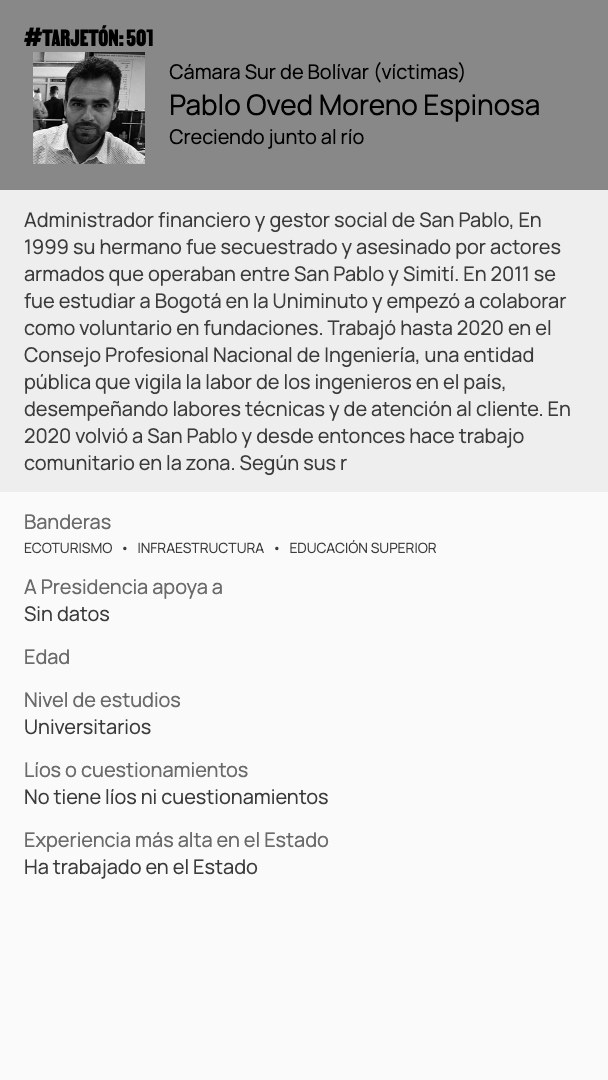 #TARJETÓN: 501
Cámara Sur de Bolívar (víctimas)
Pablo Oved Moreno Espinosa
Creciendo junto al río
Administrador financiero y gestor social de San Pablo, En
1999 su hermano fue secuestrado y asesinado por actores
armados que operaban entre San Pablo y Simití. En 2011 se
fue estudiar a Bogotá en la Uniminuto y empezó a colaborar
como voluntario en fundaciones. Trabajó hasta 2020 en el
Consejo Profesional Nacional de Ingeniería, una entidad
pública que vigila la labor de los ingenieros en el país,
desempeñando labores técnicas y de atención al cliente. En
2020 volvió a San Pablo y desde entonces hace trabajo
comunitario en la zona. Según sus r
Banderas
ECOTURISMO • INFRAESTRUCTURA • EDUCACIÓN SUPERIOR
A Presidencia apoya a
Sin datos
Edad
Nivel de estudios
Universitarios
Líos o cuestionamientos
No tiene líos ni cuestionamientos
Experiencia más alta en el Estado
Ha trabajado en el Estado